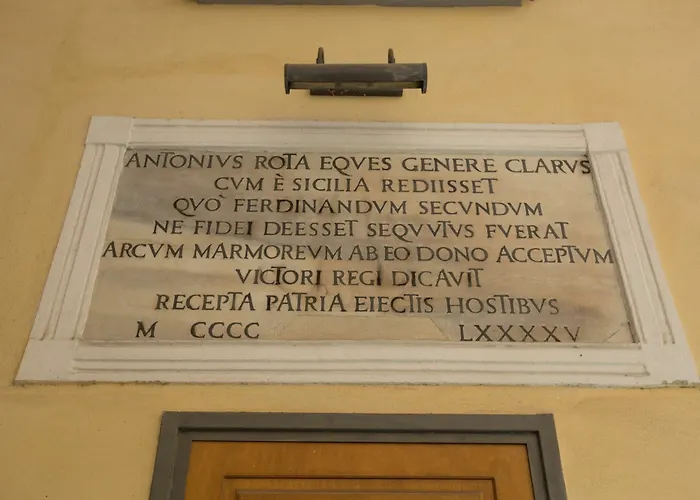 ANTONIVS ROTA EQVES GENERE CLARVS
CVM È SICILIA REDIISSET
QVÒ FERDINANDVM SECVNDVM
NE FIDEI DEESSET SEQVVTVS FVERAT
ARCVM MARMOREVM AB EO DONO ACCEPTVM
VICTORI REGI DICAVIT
RECEPTA PATRIA EIECTIS HOSTIBVS
M CCCC LXXXXV